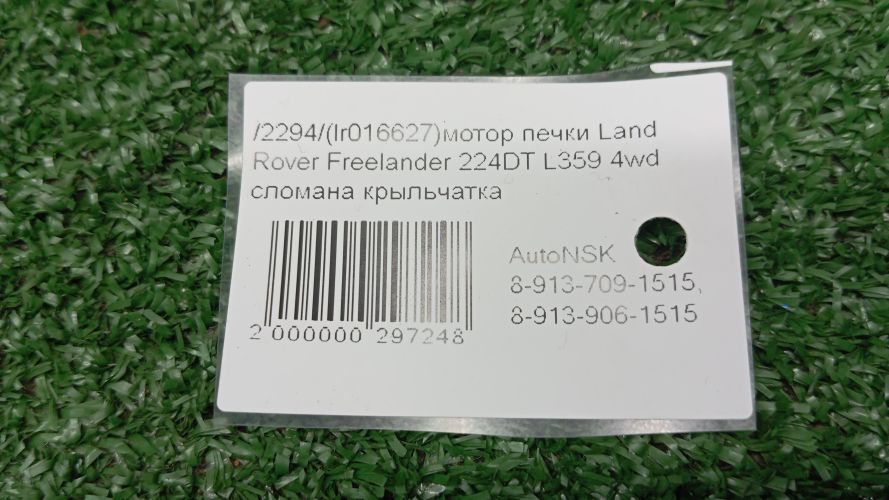 /2294/(lr016627)мотор печки Land
Rover Freelander 224DT L359 4wd
сломана крыльчатка
AutoNSK
8-913-709-1515,
8-913-906-1515
2 000000 297248